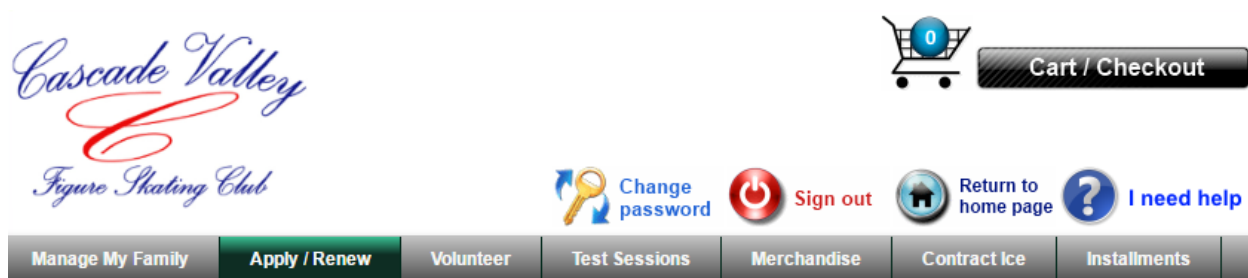 Cascade Valley
Figure Skating Club
0
Cart / Checkout
Change
password
Sign out
Return to
home page
?
I need help
Manage My Family
Apply / Renew
Volunteer
Test Sessions
Merchandise
Contract Ice
Installments